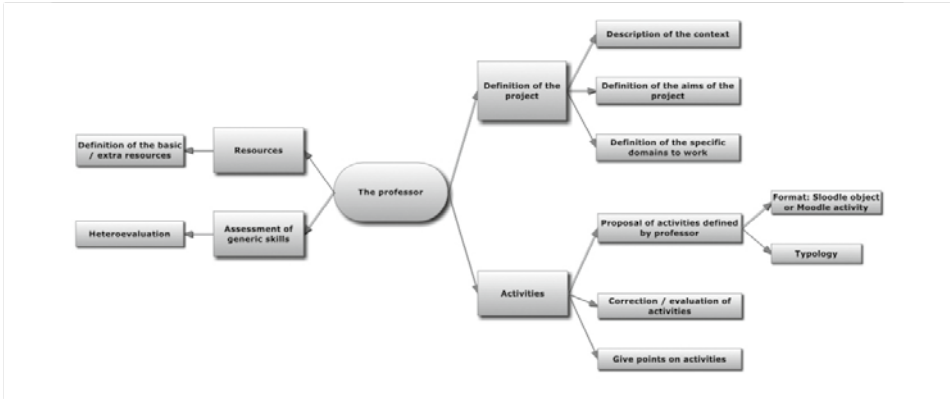 Description of the context
Definition of the
project
Definition of the aims of the
project
Definition of the specific
domains to work
Definition of the basic
/ extra resources
Resources
The professor
Heteroevaluation
Assessment of
generic skills
Activities
Proposal of activities defined
by professor
Format: Sloodle object
or Moodle activity
Typology
Correction / evaluation of
activities
Give points on activities